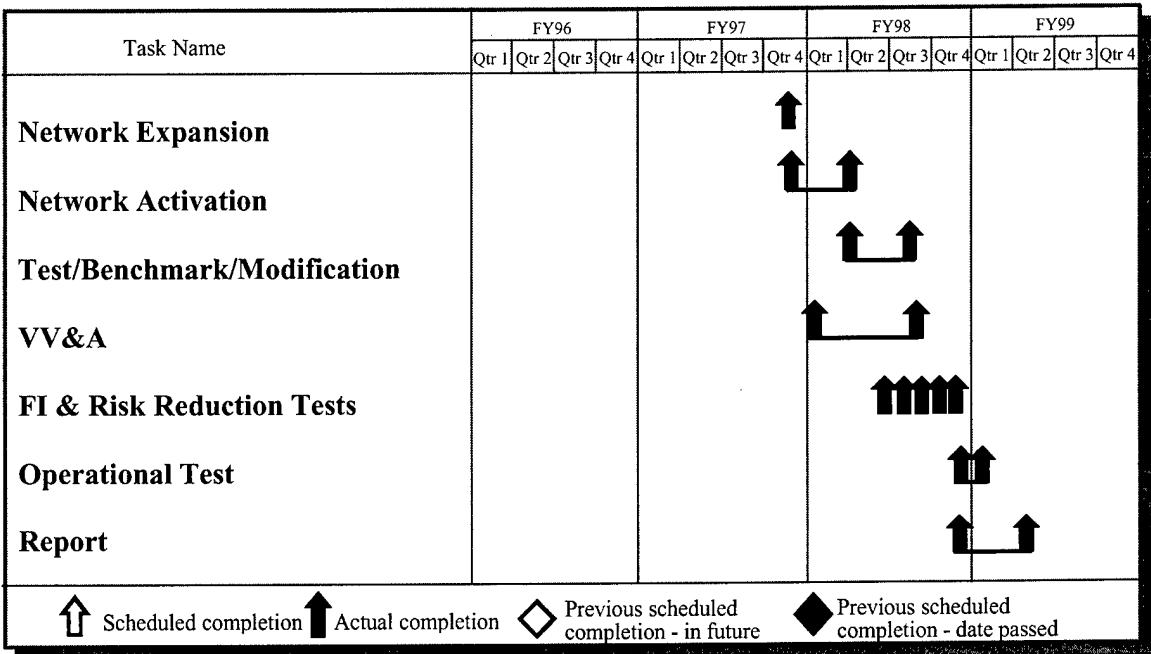 Task Name
FY96 FY97 FY98 FY99
Qtr 1 Qtr 2 Qtr 3 Qtr 4 Qtr 1 Qtr 2 Qtr 3 Qtr 4 Qtr 1 Qtr 2 Qtr 3 Qtr 4 Qtr 1 Qtr 2 Qtr 3 Qtr 4
Network Expansion
Network Activation
Test/Benchmark/Modification
VV&A
FI & Risk Reduction Tests
Operational Test
Report
Scheduled completion
Actual completion
Previous scheduled
completion - in future
Previous scheduled
completion - date passed